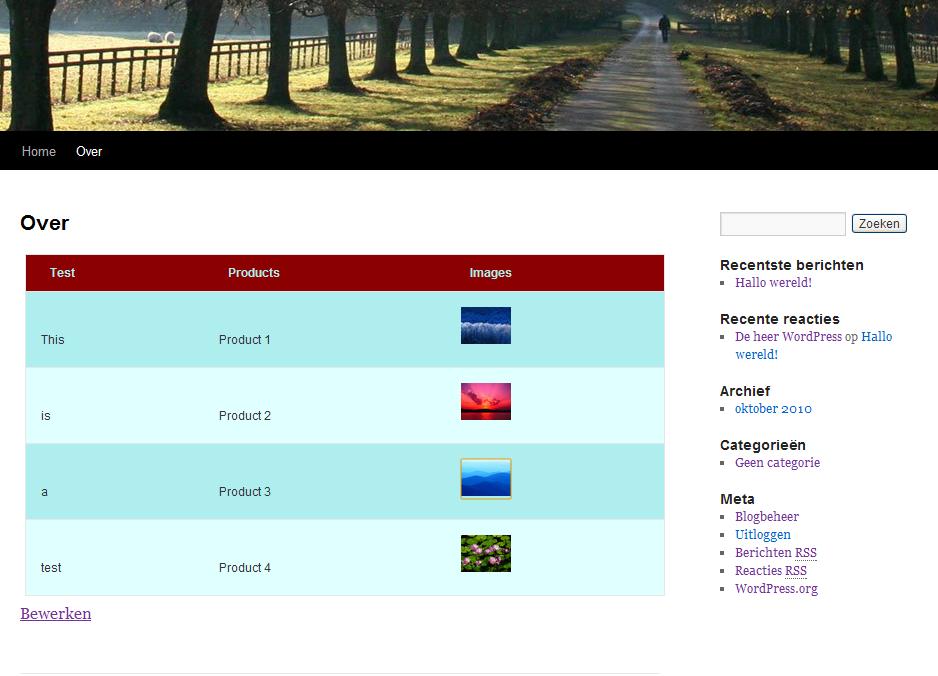 Home Over
Over
Test Products Images
This Product 1
is Product 2
a Product 3
test Product 4
Bewerken
Zoeken
Recentste berichten
Hallo wereld!
Recente reacties
De heer WordPress op Hallo
wereld!
Archief
oktober 2010
Categorieën
Geen categorie
Meta
Blogbeheer
Uitloggen
Berichten RSS
Reacties RSS
WordPress.org